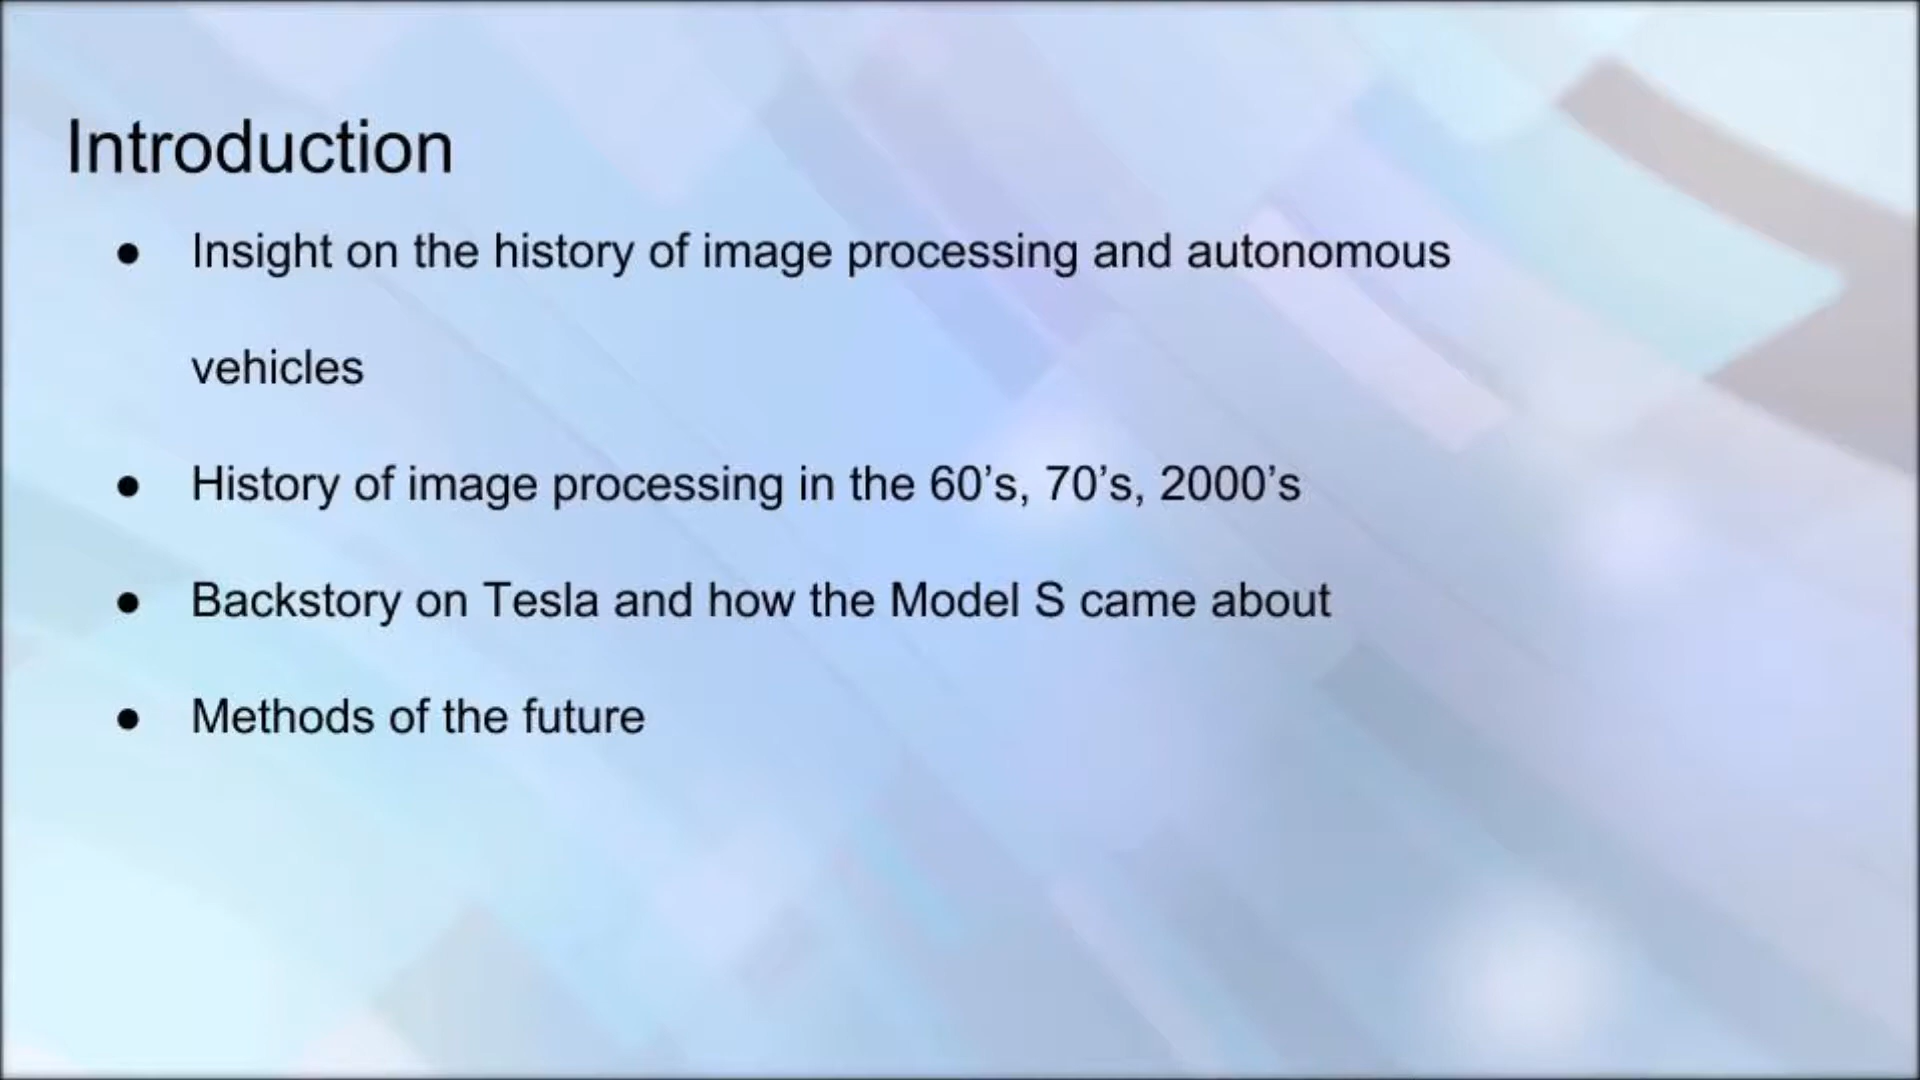 Introduction
● Insight on the history of image processing and autonomous
vehicles
● History of image processing in the 60’s, 70’s, 2000’s
● Backstory on Tesla and how the Model S came about
● Methods of the future